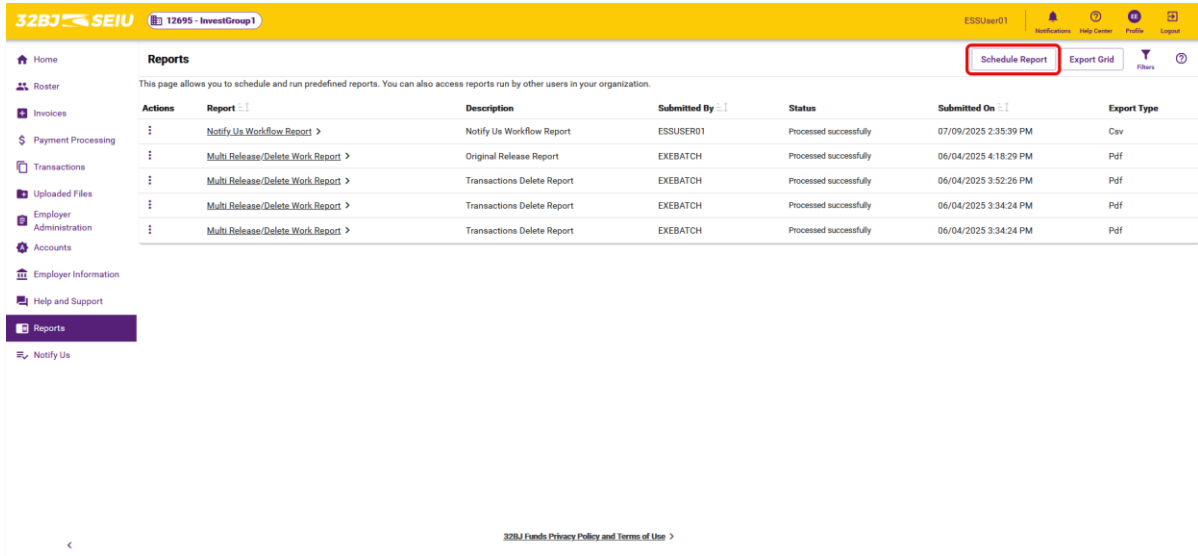 32BJ SEIU 12695 - InvestGroup1 ESSUser01 Notifications Help Center EE Profile Logout
Home
Roster
Invoices
Payment Processing
Transactions
Uploaded Files
Employer
Administration
Accounts
Employer Information
Help and Support
Reports
Notify Us
Reports Schedule Report Export Grid Filters
This page allows you to schedule and run predefined reports. You can also access reports run by other users in your organization.
Actions Report Description Submitted By Status Submitted On Export Type
Notify Us Workflow Report > Notify Us Workflow Report ESSUSER01 Processed successfully 07/09/2025 2:35:39 PM Csv
Multi Release/Delete Work Report > Original Release Report EXEBATCH Processed successfully 06/04/2025 4:18:29 PM Pdf
Multi Release/Delete Work Report > Transactions Delete Report EXEBATCH Processed successfully 06/04/2025 3:52:26 PM Pdf
Multi Release/Delete Work Report > Transactions Delete Report EXEBATCH Processed successfully 06/04/2025 3:34:24 PM Pdf
Multi Release/Delete Work Report > Transactions Delete Report EXEBATCH Processed successfully 06/04/2025 3:34:24 PM Pdf
32BJ Funds Privacy Policy and Terms of Use >